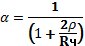 α = 1 / (1 + 2ρ / Rч)